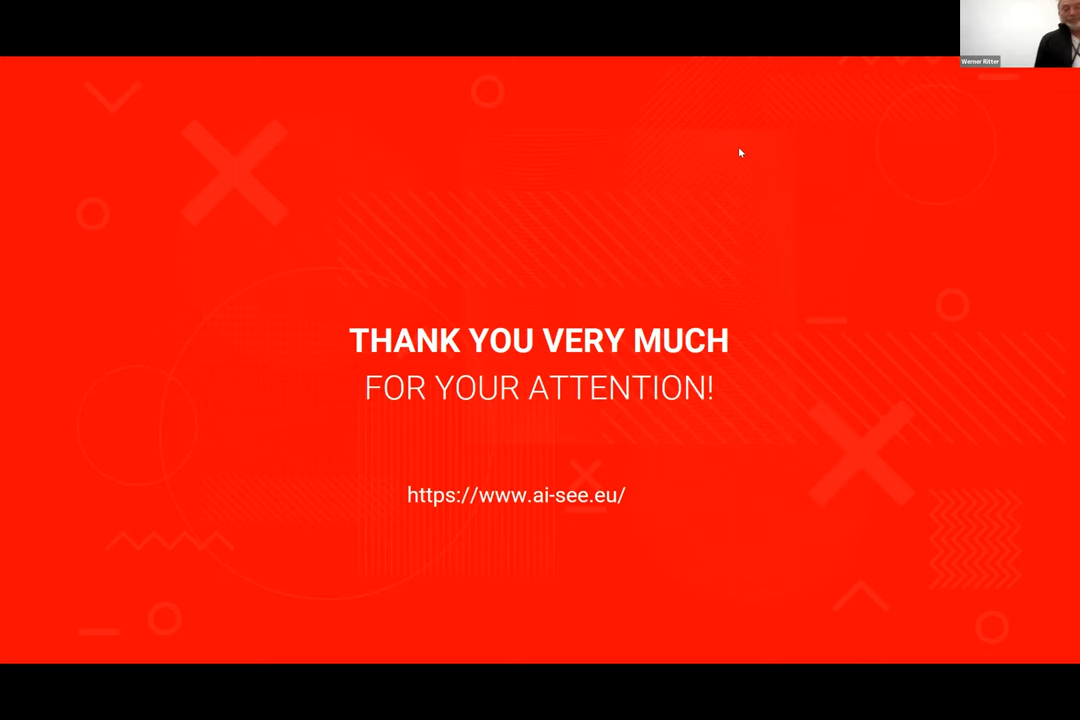 Werner Ritter
THANK YOU VERY MUCH
FOR YOUR ATTENTION!
https://www.ai-see.eu/